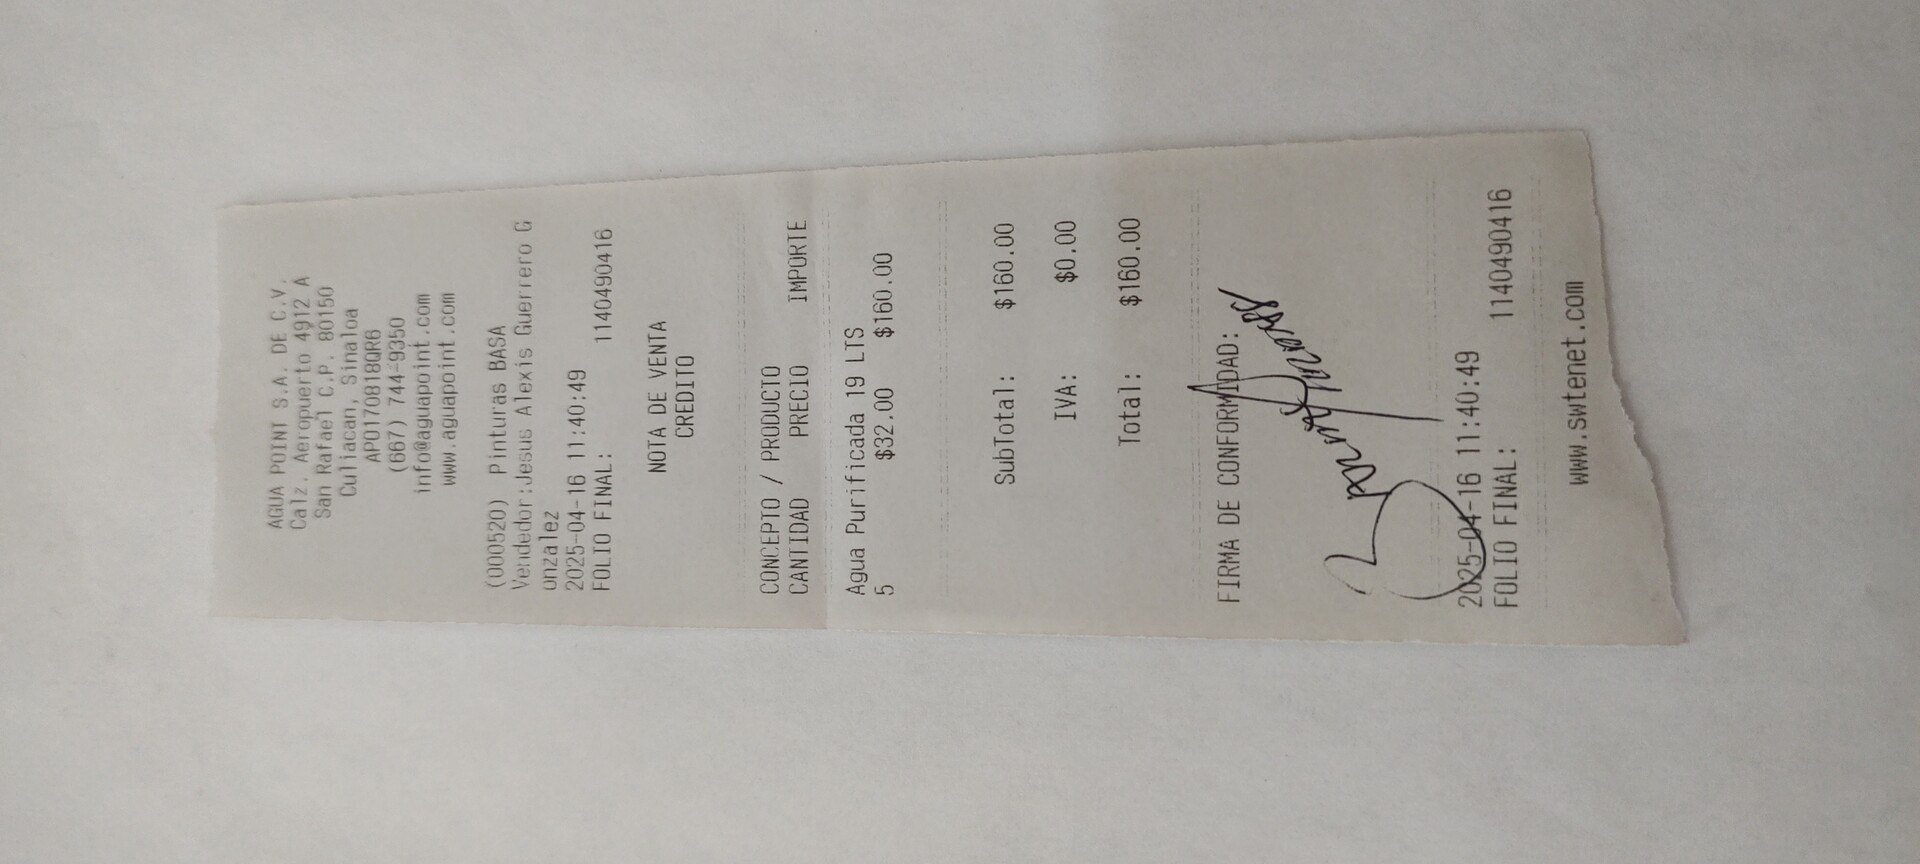 AGUA POINT S.A. DE C.V.
Calz. Aeropuerto 4912 A
San Rafael C.P. 80150
Culiacan, Sinaloa
APO170818QR6
(667) 744-9350
info@aguapoint.com
www.aguapoint.com
(000520) Pinturas BASA
Vendedor:Jesus Alexis Guerrero G
onzalez
2025-04-16 11:40:49
FOLIO FINAL: 1140490416
NOTA DE VENTA
CREDITO
CONCEPTO / PRODUCTO
CANTIDAD PRECIO IMPORTE
Agua Purificada 19 LTS
5 $32.00 $160.00
SubTotal: $160.00
IVA: $0.00
Total: $160.00
FIRMA DE CONFORMIDAD:
2025-04-16 11:40:49
FOLIO FINAL: 1140490416
www.swtenet.com